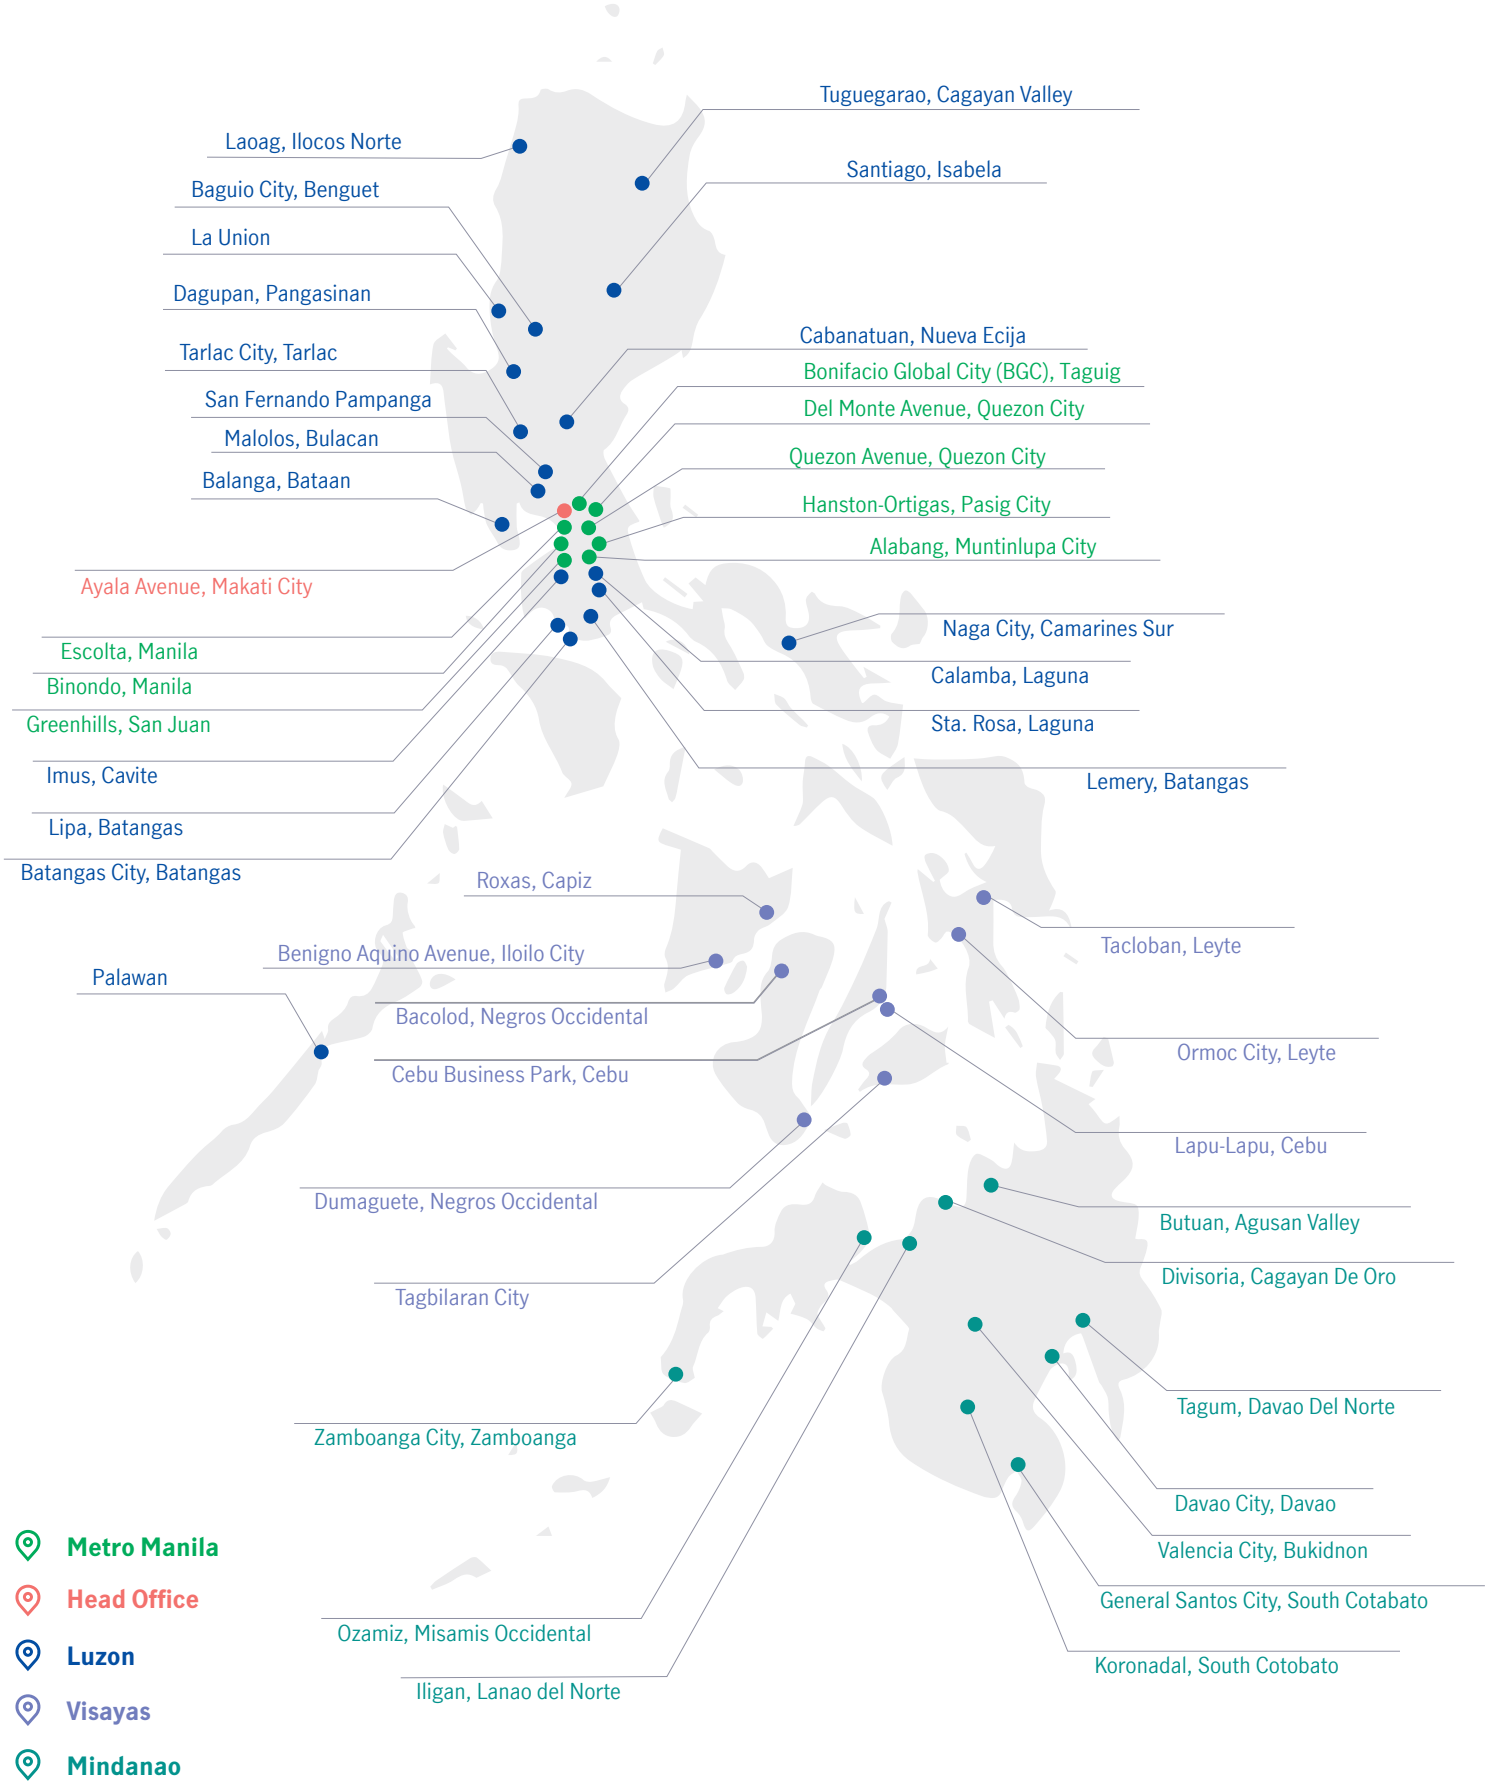 Tuguegarao, Cagayan Valley
Laoag, Ilocos Norte
Santiago, Isabela
Baguio City, Benguet
La Union
Dagupan, Pangasinan
Cabanatuan, Nueva Ecija
Tarlac City, Tarlac
Bonifacio Global City (BGC), Taguig
San Fernando Pampanga
Del Monte Avenue, Quezon City
Malolos, Bulacan
Quezon Avenue, Quezon City
Balanga, Bataan
Hanston-Ortigas, Pasig City
Alabang, Muntinlupa City
Ayala Avenue, Makati City
Naga City, Camarines Sur
Escolta, Manila
Calamba, Laguna
Binondo, Manila
Sta. Rosa, Laguna
Greenhills, San Juan
Imus, Cavite
Lemery, Batangas
Lipa, Batangas
Batangas City, Batangas
Roxas, Capiz
Tacloban, Leyte
Benigno Aquino Avenue, Iloilo City
Palawan
Bacolod, Negros Occidental
Ormoc City, Leyte
Cebu Business Park, Cebu
Lapu-Lapu, Cebu
Dumaguete, Negros Occidental
Butuan, Agusan Valley
Divisoria, Cagayan De Oro
Tagbilaran City
Tagum, Davao Del Norte
Zamboanga City, Zamboanga
Davao City, Davao
Valencia City, Bukidnon
General Santos City, South Cotabato
Ozamiz, Misamis Occidental
Koronadal, South Cotobato
Iligan, Lanao del Norte
Metro Manila
Head Office
Luzon
Visayas
Mindanao